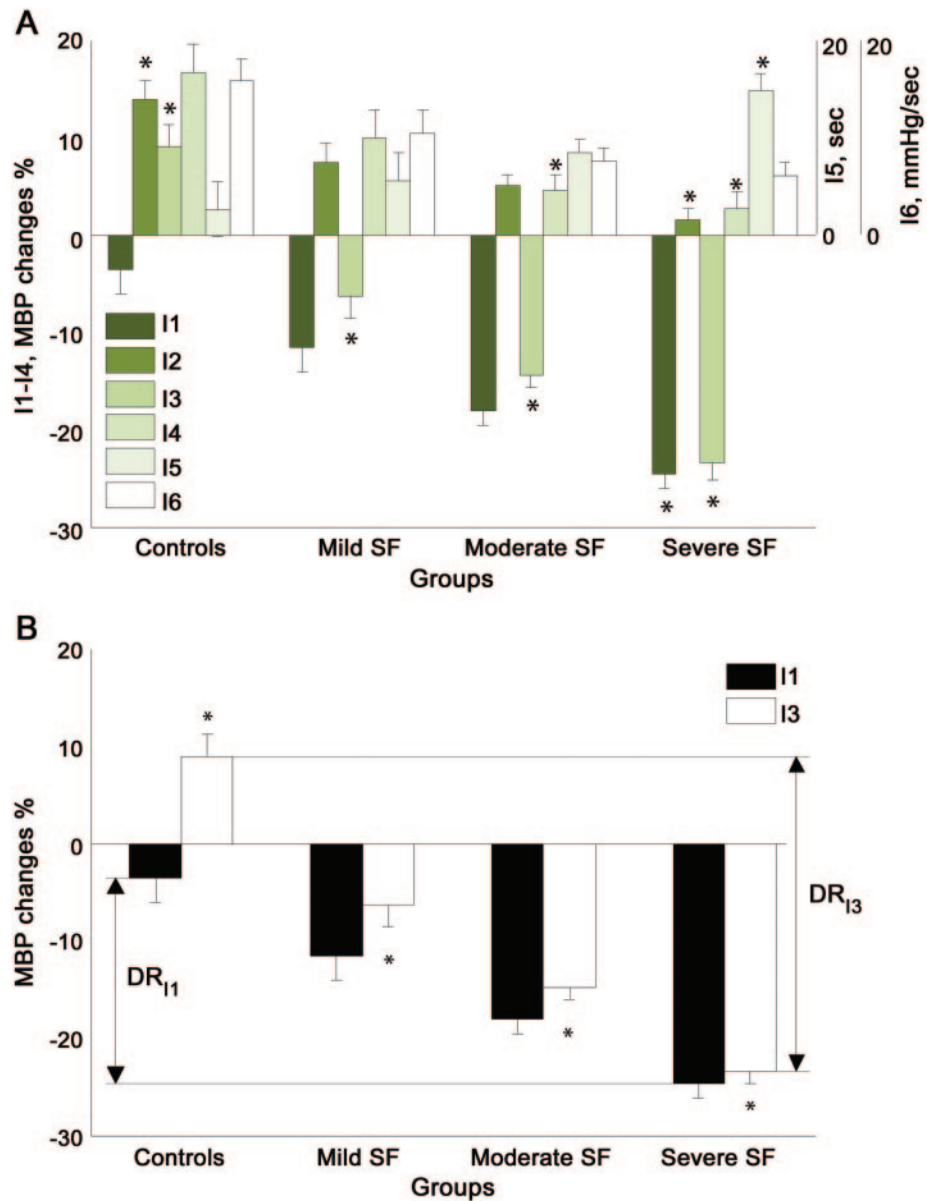 A
20
10
0
-10
-20
-30
I1-I4, MBP changes %
* * * * * * * * * * *
20
0
I5, sec
20
0
I6, mmHg/sec
I1
I2
I3
I4
I5
I6
Controls Mild SF Moderate SF Severe SF
Groups
B
20
10
0
-10
-20
-30
MBP changes %
I1
I3
* * * *
DR_I1
DR_I3
Controls Mild SF Moderate SF Severe SF
Groups